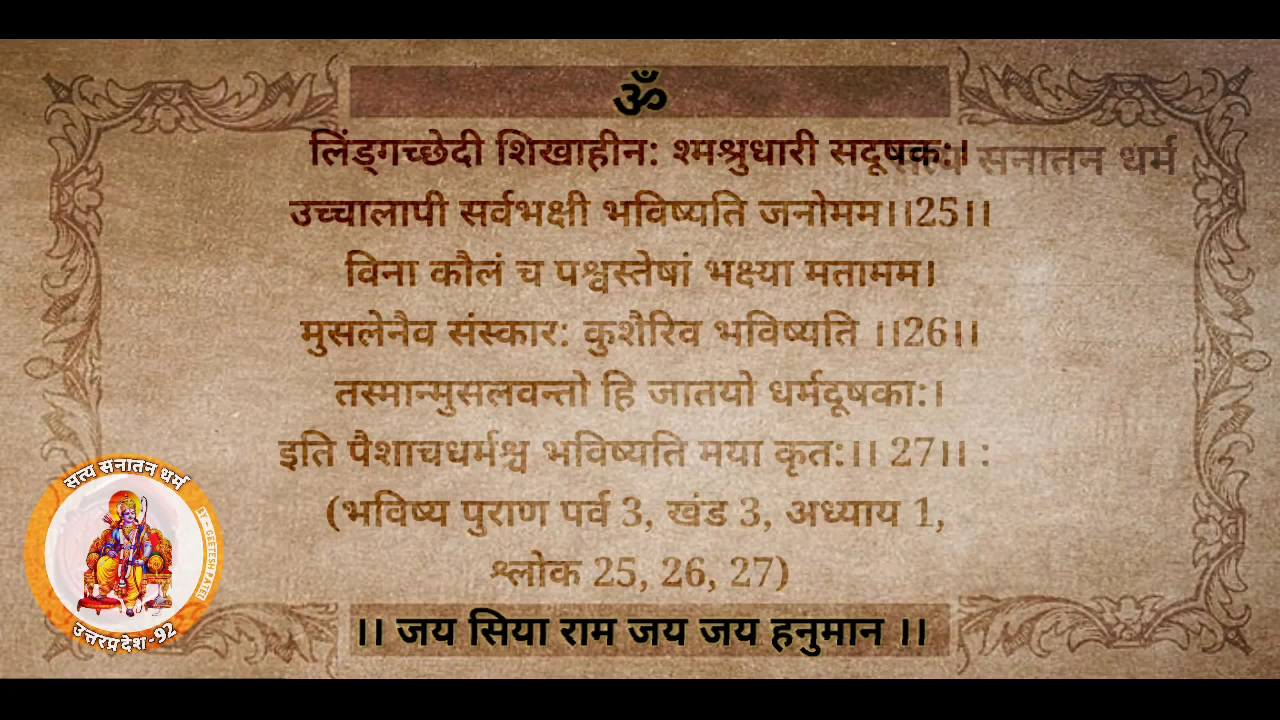 ॐ
लिंड्गच्छेदी शिखाहीन: श्मश्रुधारी सदूषक:।
सत्य सनातन धर्म
उच्चालापी सर्वभक्षी भविष्यति जनोमम।।25।।
विना कौलं च पश्वस्तेषां भक्ष्या मतामम।
मुसलेनैव संस्कार: कुशैरिव भविष्यति ।।26।।
तस्मान्मुसलवन्तो हि जातयो धर्मदूषका:।
इति पैशाचधर्मश्च भविष्यति मया कृत:।। 27।। :
(भविष्य पुराण पर्व 3, खंड 3, अध्याय 1,
श्लोक 25, 26, 27)
।। जय सिया राम जय जय हनुमान ।।
सत्य सनातन धर्म
GEETESH PATEL
उत्तरप्रदेश-92